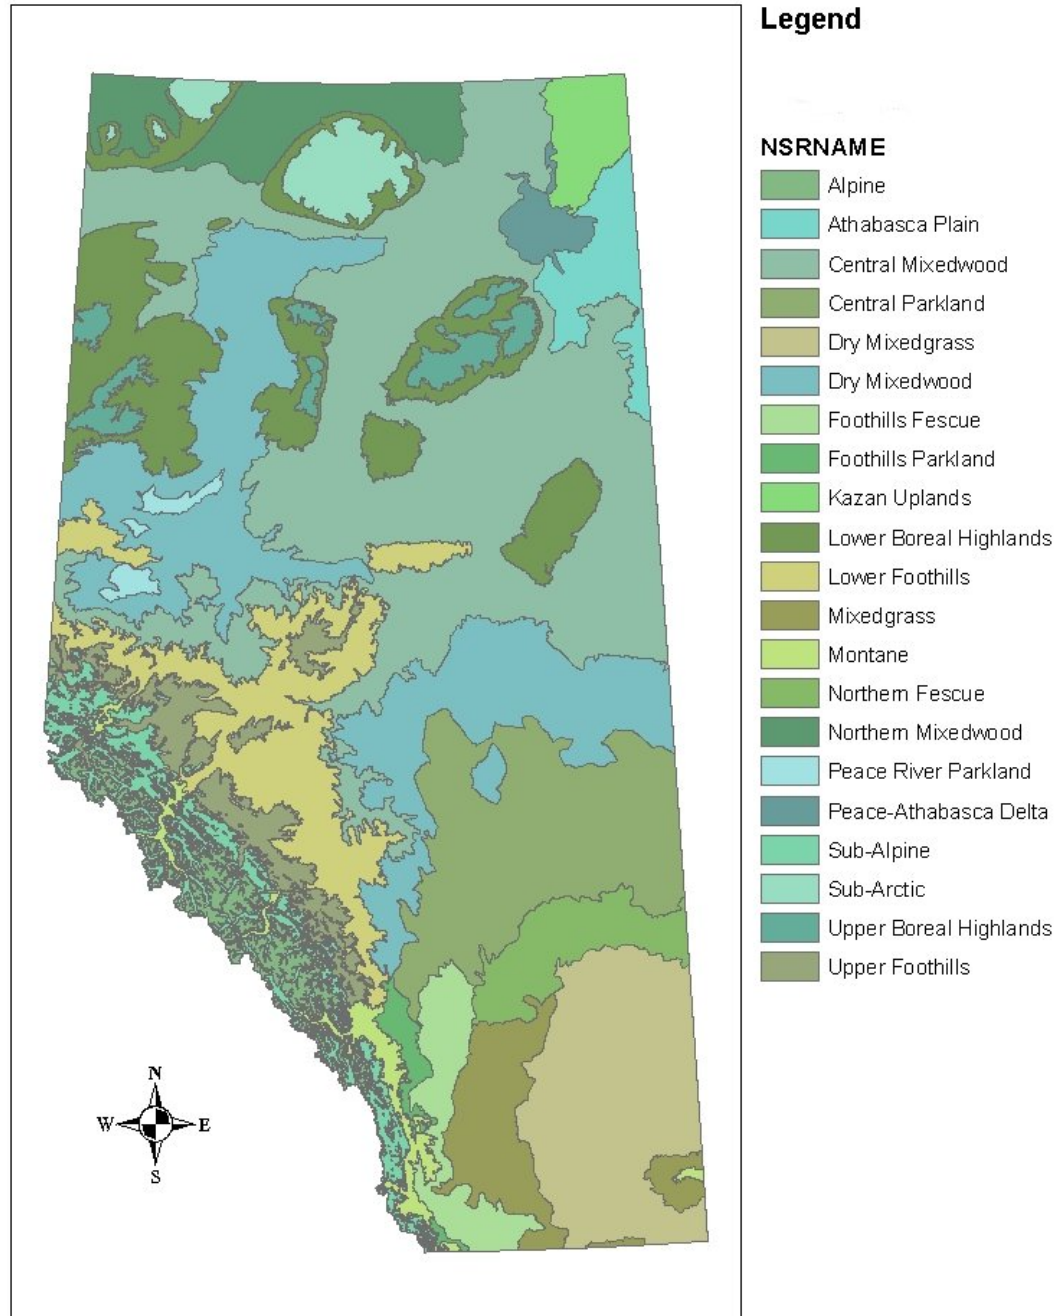 Legend
NSRNAME
Alpine
Athabasca Plain
Central Mixedwood
Central Parkland
Dry Mixedgrass
Dry Mixedwood
Foothills Fescue
Foothills Parkland
Kazan Uplands
Lower Boreal Highlands
Lower Foothills
Mixedgrass
Montane
Northern Fescue
Northern Mixedwood
Peace River Parkland
Peace-Athabasca Delta
Sub-Alpine
Sub-Arctic
Upper Boreal Highlands
Upper Foothills
N
W E
S